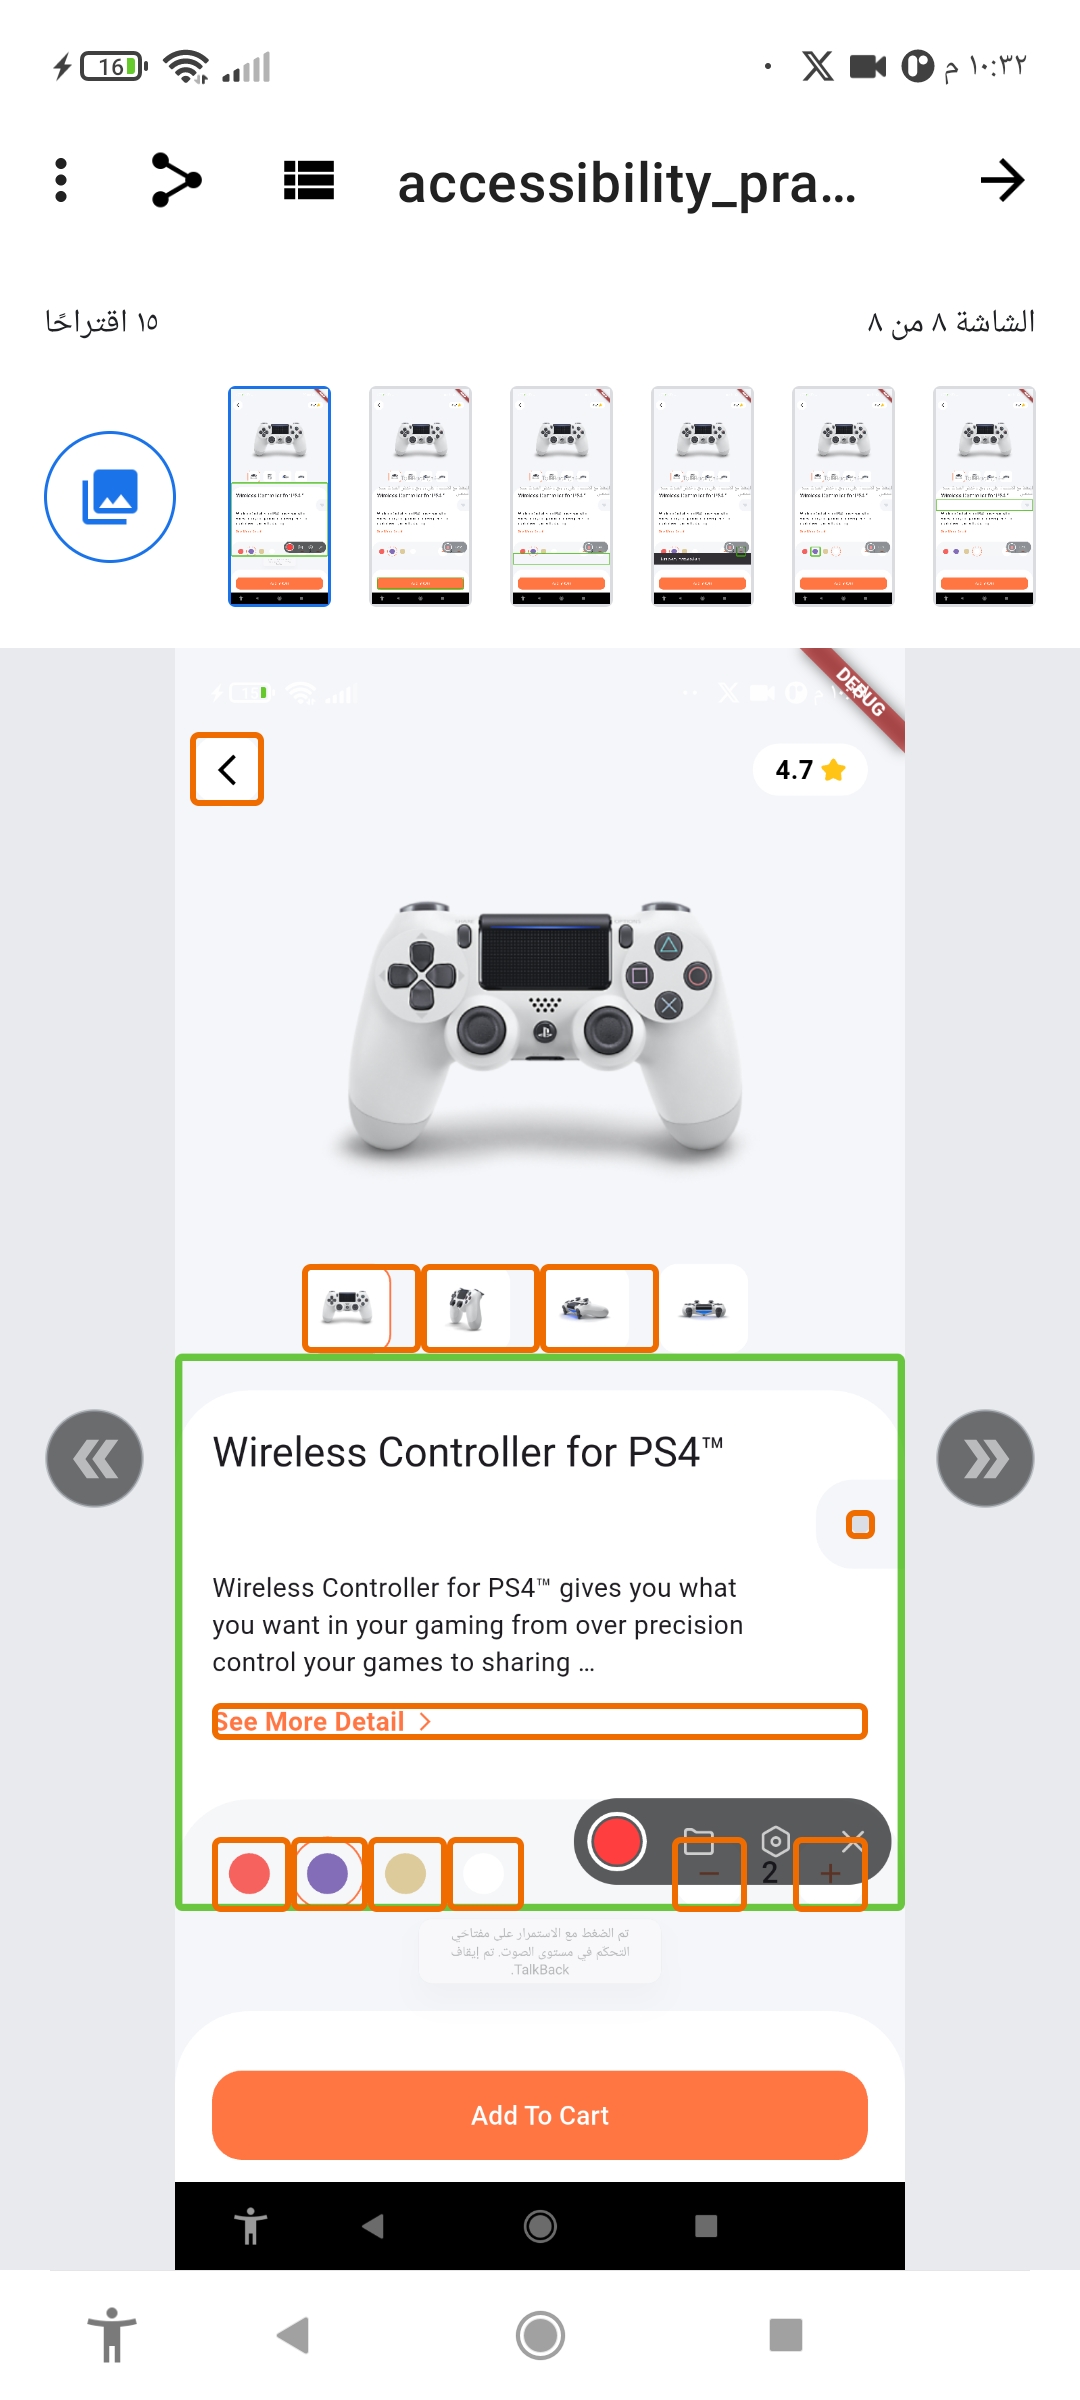 16
١٠:٣٢ م
accessibility_pra...
الشاشة ٨ من ٨
١٥ اقتراحًا
DEBUG
4.7
Wireless Controller for PS4™
Wireless Controller for PS4™ gives you what
you want in your gaming from over precision
control your games to sharing ...
See More Detail
2
تم الضغط مع الاستمرار على مفتاحي
التحكّم في مستوى الصوت. تم إيقاف
TalkBack.
Add To Cart